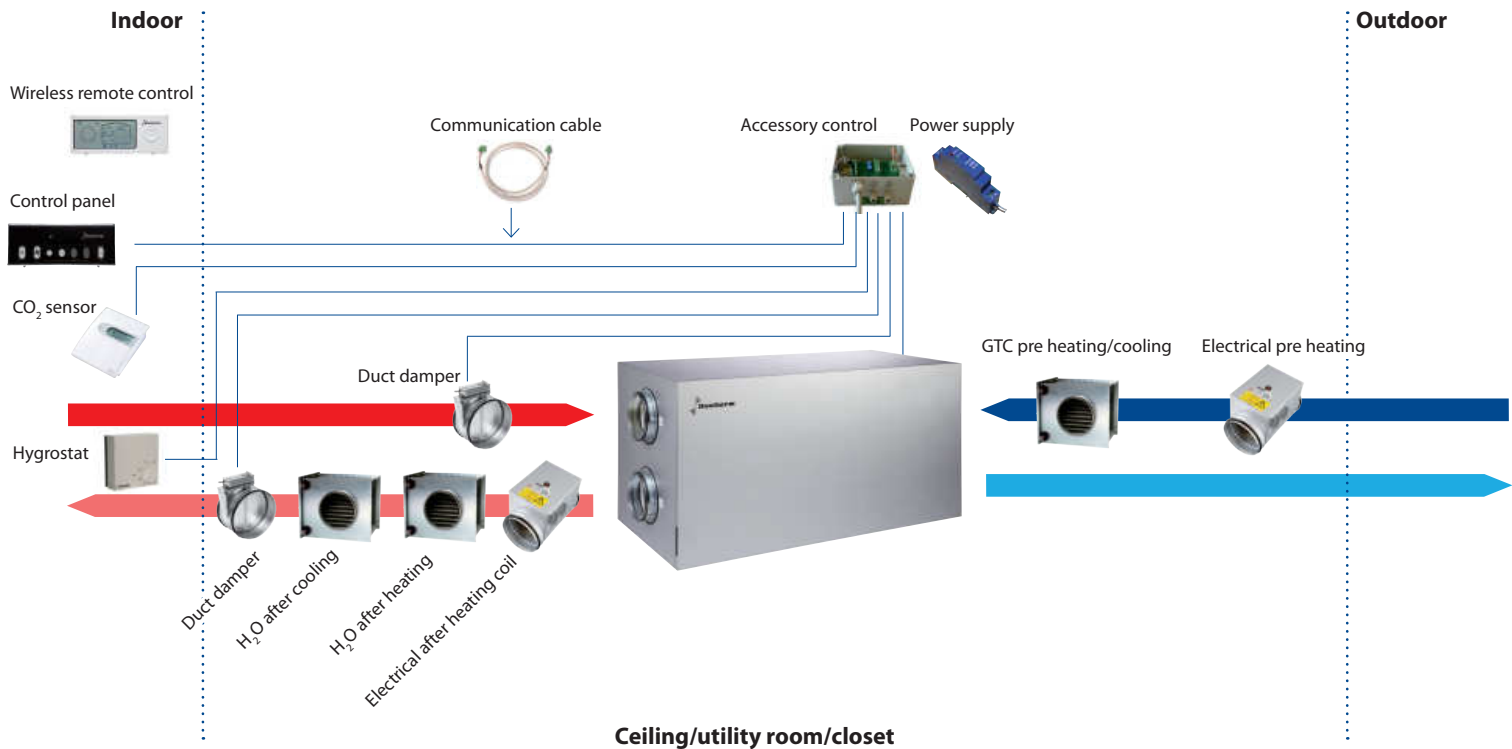 Indoor
Outdoor
Wireless remote control
Communication cable
Accessory control
Power supply
Control panel
CO₂ sensor
GTC pre heating/cooling
Electrical pre heating
Duct damper
Hygrostat
Duct damper
H₂O after cooling
H₂O after heating
Electrical after heating coil
Ceiling/utility room/closet